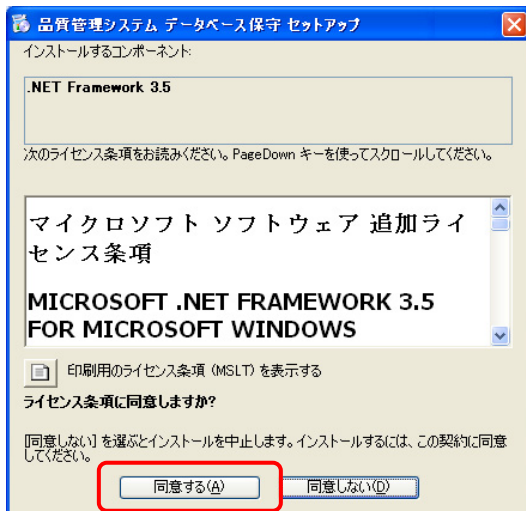 品質管理システム データベース保守 セットアップ
インストールするコンポーネント:
.NET Framework 3.5
次のライセンス条項をお読みください。PageDown キーを使ってスクロールしてください。
マイクロソフト ソフトウェア 追加ライ
センス条項
MICROSOFT .NET FRAMEWORK 3.5
FOR MICROSOFT WINDOWS
印刷用のライセンス条項 (MSLT) を表示する
ライセンス条項に同意しますか?
[同意しない] を選ぶとインストールを中止します。インストールするには、この契約に同意
してください。
同意する(A) 同意しない(D)